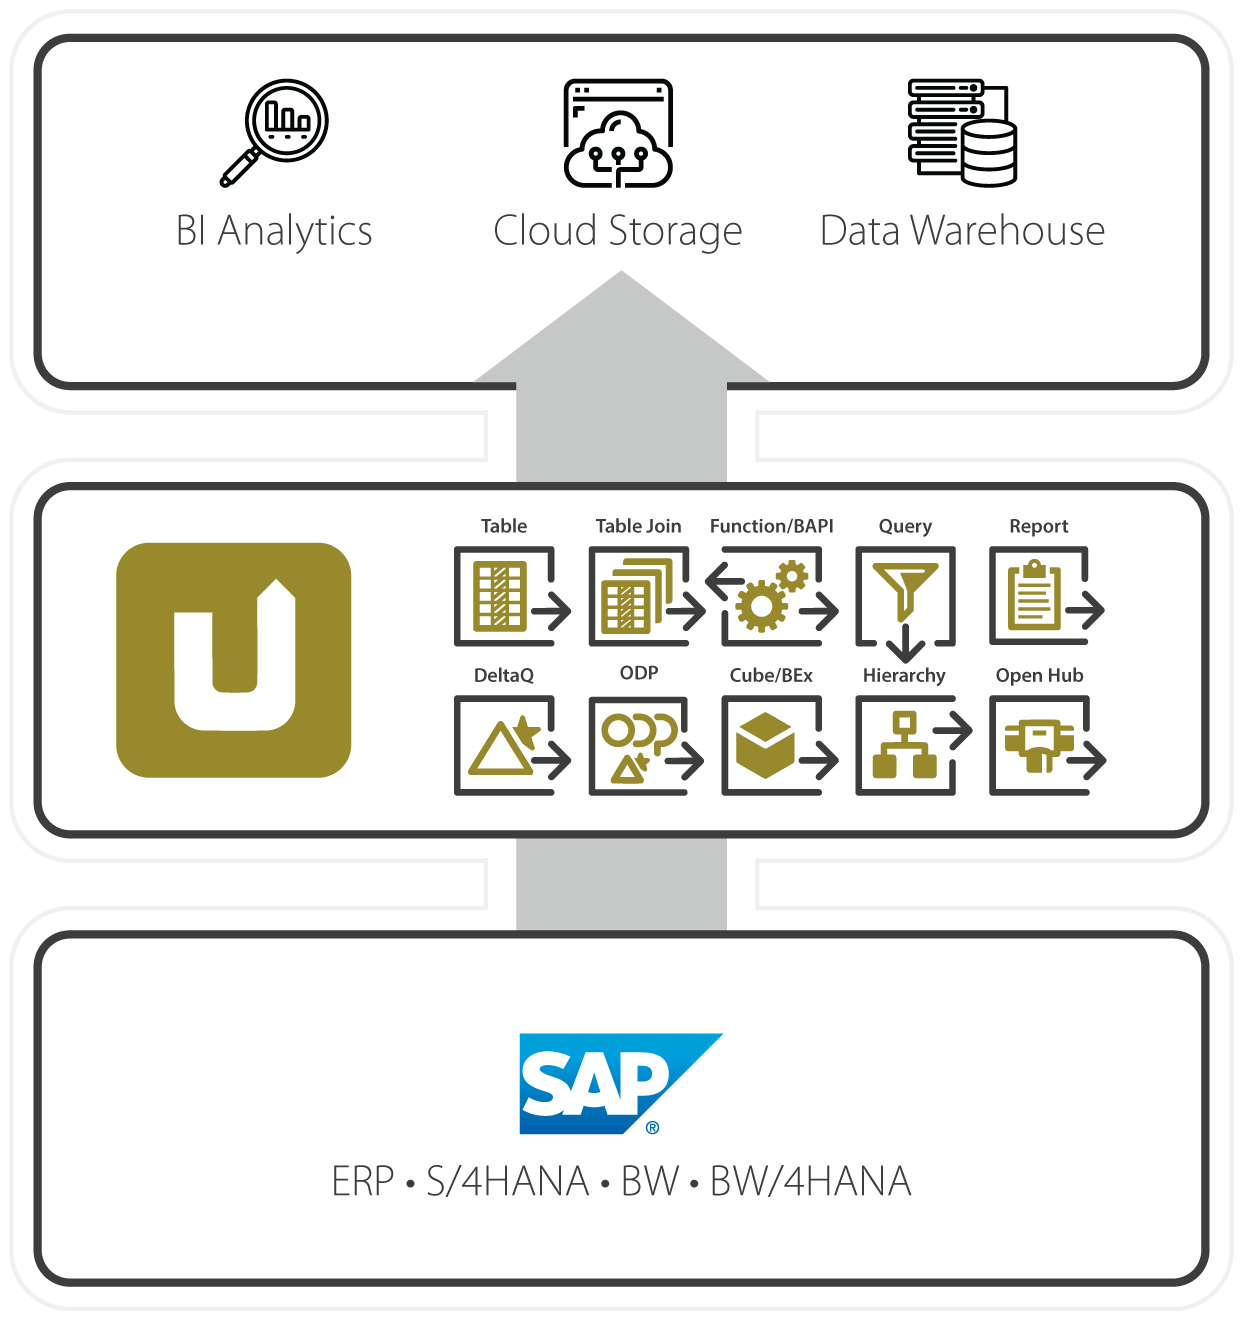 BI Analytics
Cloud Storage
Data Warehouse
Table
Table Join
Function/BAPI
Query
Report
DeltaQ
ODP
Cube/BEx
Hierarchy
Open Hub
U
ODP
SAP®
ERP • S/4HANA • BW • BW/4HANA